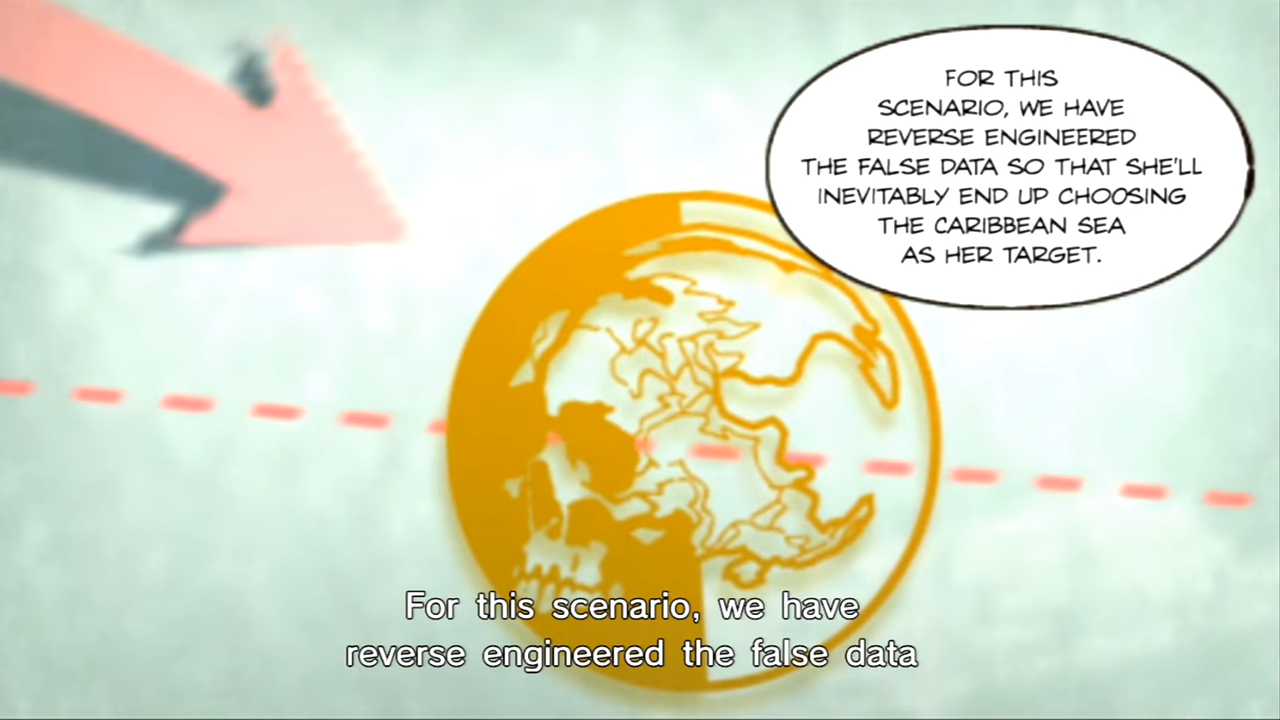 FOR THIS
SCENARIO, WE HAVE
REVERSE ENGINEERED
THE FALSE DATA SO THAT SHE'LL
INEVITABLY END UP CHOOSING
THE CARIBBEAN SEA
AS HER TARGET.
For this scenario, we have
reverse engineered the false data